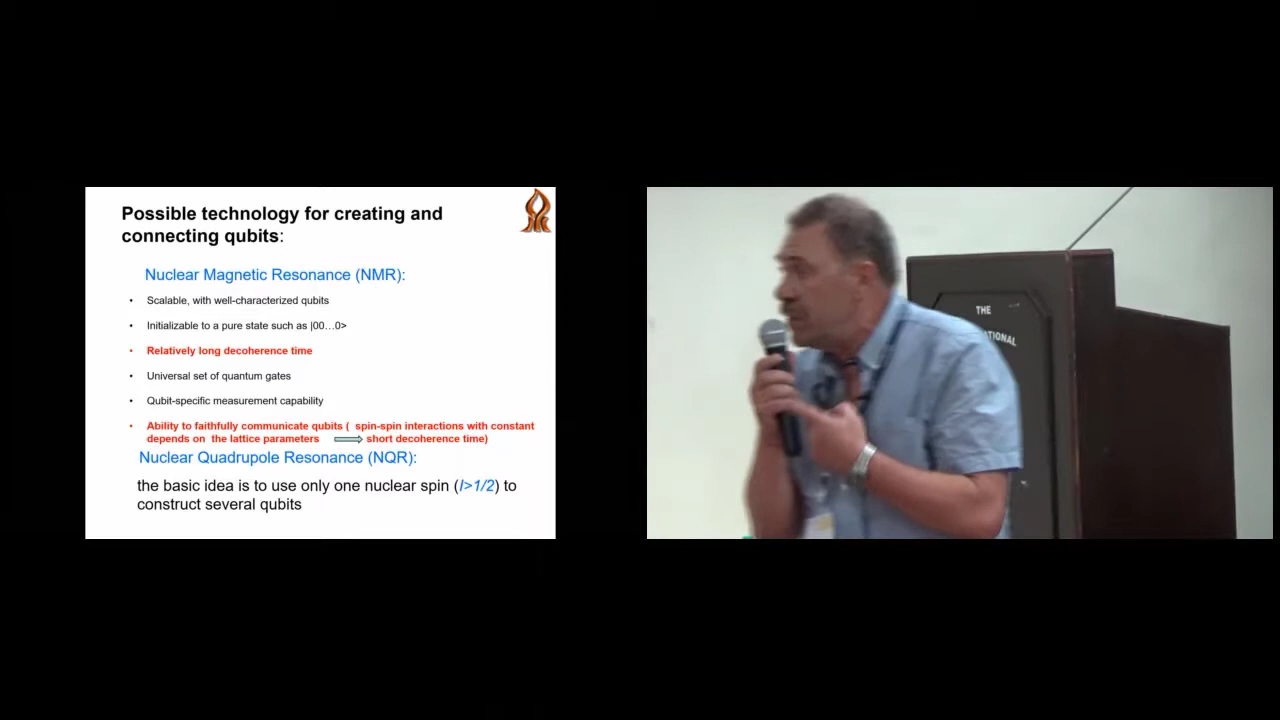 Possible technology for creating and
connecting qubits:
Nuclear Magnetic Resonance (NMR):
• Scalable, with well-characterized qubits
• Initializable to a pure state such as |00…0>
• Relatively long decoherence time
• Universal set of quantum gates
• Qubit-specific measurement capability
• Ability to faithfully communicate qubits ( spin-spin interactions with constant
depends on the lattice parameters ⟹ short decoherence time)
Nuclear Quadrupole Resonance (NQR):
the basic idea is to use only one nuclear spin (I>1/2) to
construct several qubits
THE